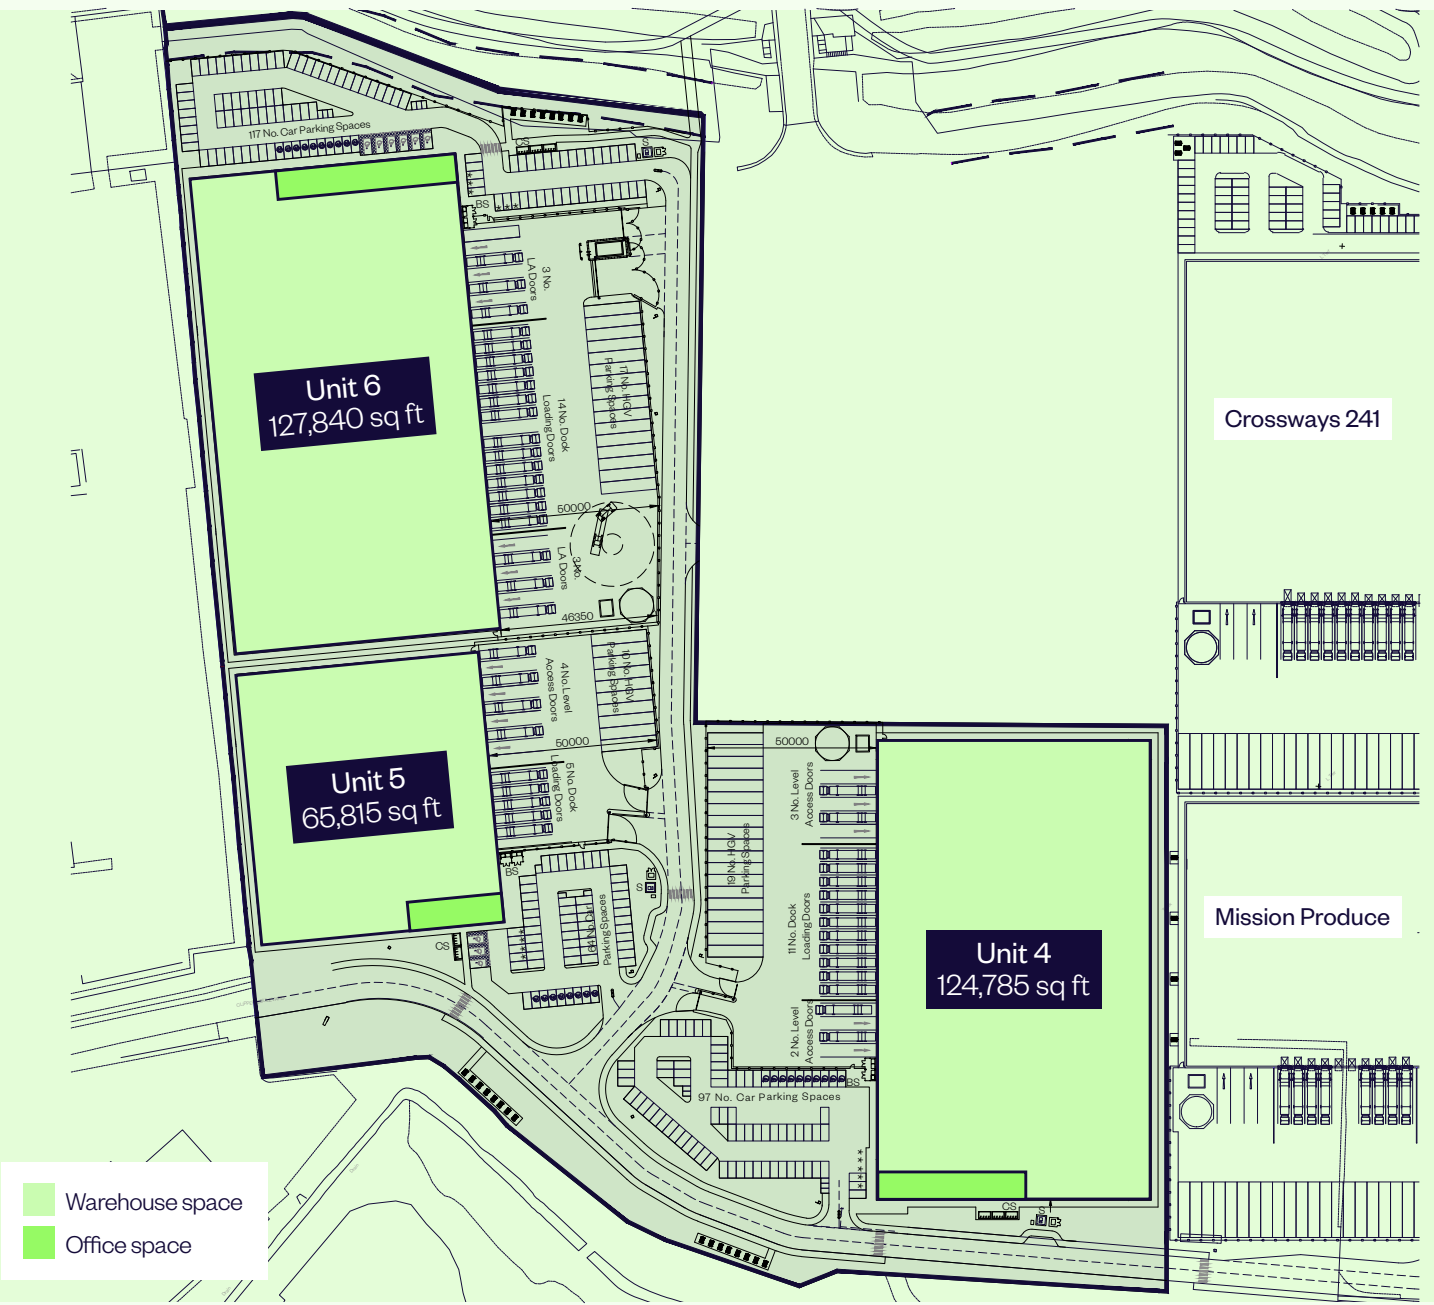 117 No. Car Parking Spaces
CS
S
BS
3 No.
LA Doors
Unit 6
127,840 sq ft
17 No. HGV
Parking Spaces
14 No. Dock
Loading Doors
Crossways 241
50000
3 No.
LA Doors
46350
4 No. Level
Access Doors
10 No. HGV
Parking Spaces
50000
50000
Unit 5
65,815 sq ft
5 No. Dock
Loading Doors
3 No. Level
Access Doors
19 No. HGV
Parking Spaces
BS
S
64 No. Car
Parking Spaces
CS
11 No. Dock
Loading Doors
Mission Produce
Unit 4
124,785 sq ft
2 No. Level
Access Doors
BS
97 No. Car Parking Spaces
CS
S
Warehouse space
Office space